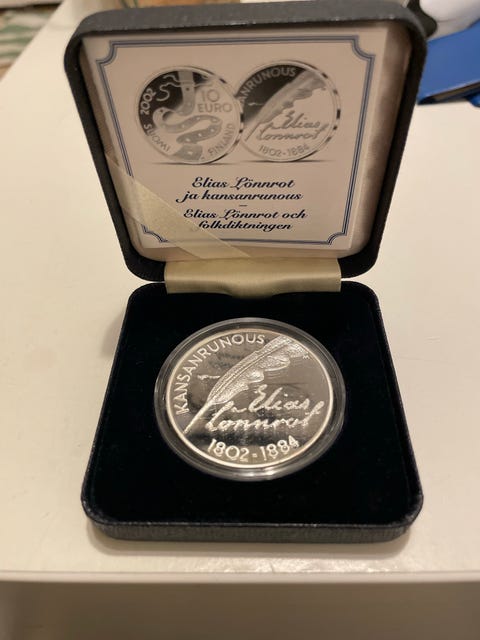 SUOMI 2002
10
EURO
FINLAND
KANSANRUNOUS
Elias
Lönnrot
1802-1884
Elias Lönnrot
ja kansanrunous
–
Elias Lönnrot och
folkdiktningen
KANSANRUNOUS
Elias
Lönnrot
1802-1884